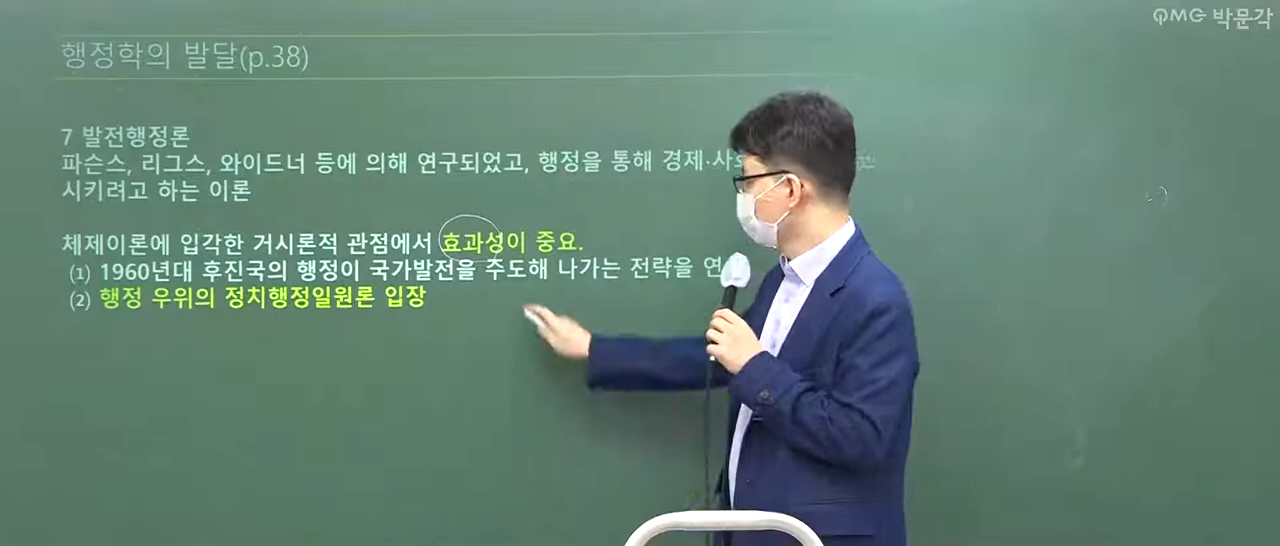 PMG 박문각
행정학의 발달(p.38)
7 발전행정론
파슨스, 리그스, 와이드너 등에 의해 연구되었고, 행정을 통해 경제·사
시키려고 하는 이론
체제이론에 입각한 거시론적 관점에서 효과성이 중요.
(1) 1960년대 후진국의 행정이 국가발전을 주도해 나가는 전략을 연
(2) 행정 우위의 정치행정일원론 입장